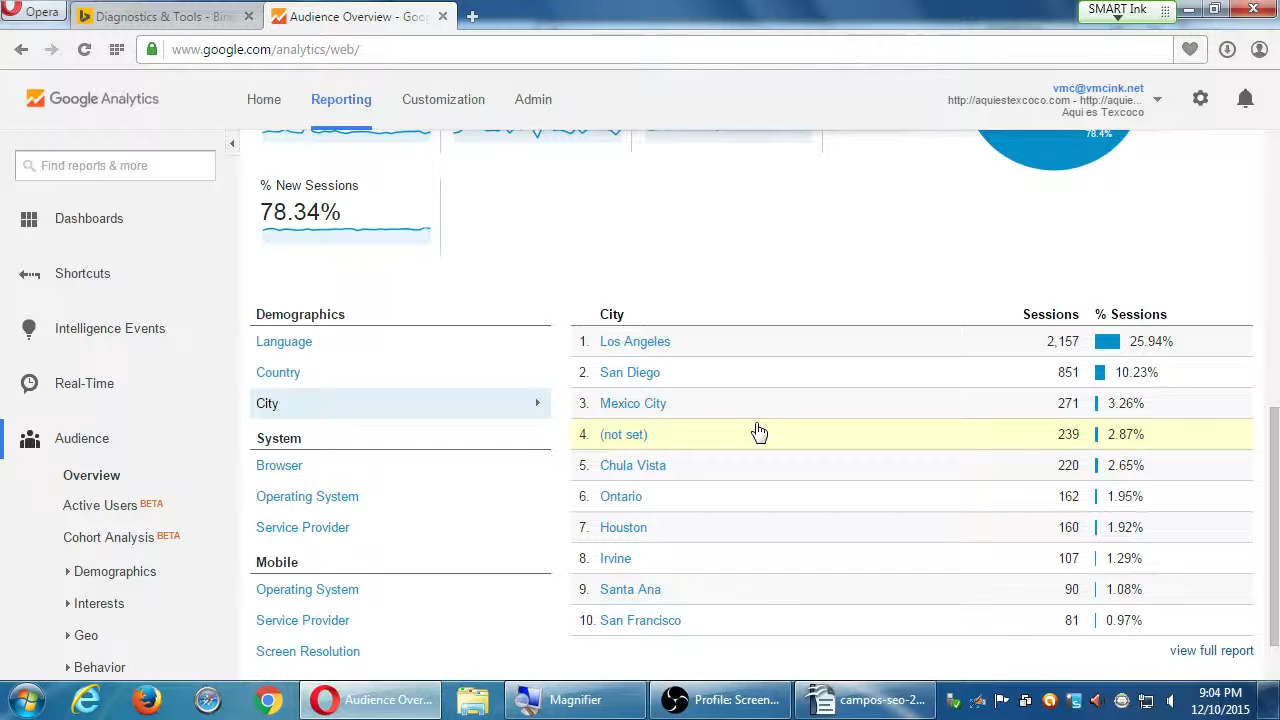 Opera
Diagnostics & Tools - Bin
Audience Overview - Goog
SMART Ink
www.google.com/analytics/web/
Google Analytics
Home
Reporting
Customization
Admin
vmc@vmcink.net
http://aquiestexcoco.com - http://aquie...
Aqui es Texcoco
78.4%
Find reports & more
Dashboards
Shortcuts
Intelligence Events
Real-Time
Audience
Overview
Active Users BETA
Cohort Analysis BETA
Demographics
Interests
Geo
Behavior
% New Sessions
78.34%
Demographics
Language
Country
City
System
Browser
Operating System
Service Provider
Mobile
Operating System
Service Provider
Screen Resolution
City Sessions % Sessions
1. Los Angeles 2,157 25.94%
2. San Diego 851 10.23%
3. Mexico City 271 3.26%
4. (not set) 239 2.87%
5. Chula Vista 220 2.65%
6. Ontario 162 1.95%
7. Houston 160 1.92%
8. Irvine 107 1.29%
9. Santa Ana 90 1.08%
10. San Francisco 81 0.97%
view full report
Audience Over...
Magnifier
Profile: Screen...
campos-seo-2...
9:04 PM
12/10/2015